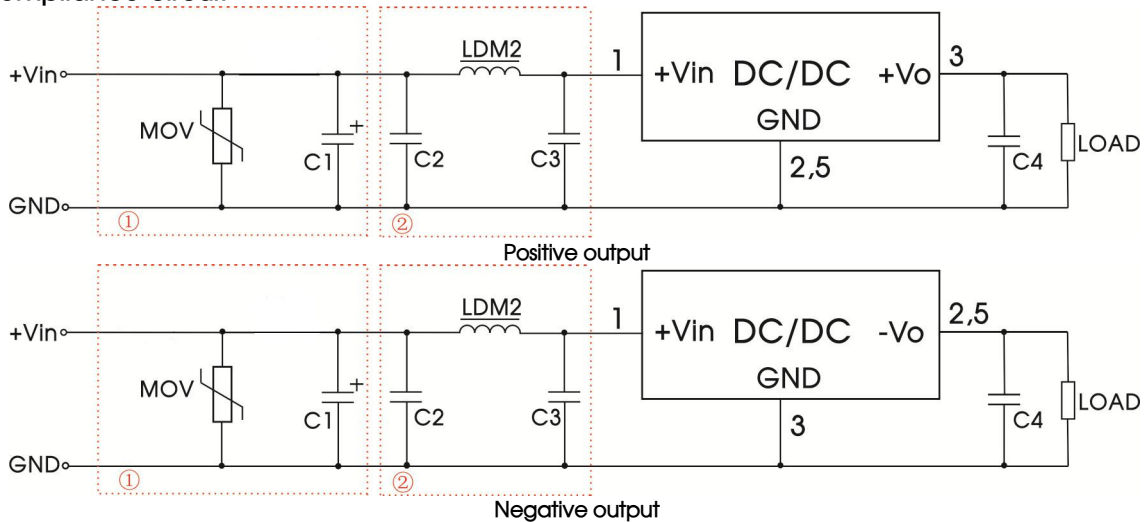 LDM2
1
3
+Vin
+Vin DC/DC +Vo
MOV
+
C1
C2
C3
GND
2,5
C4
LOAD
GND
①
②
Positive output
LDM2
1
2,5
+Vin
+Vin DC/DC -Vo
MOV
+
C1
C2
C3
GND
3
C4
LOAD
GND
①
②
Negative output